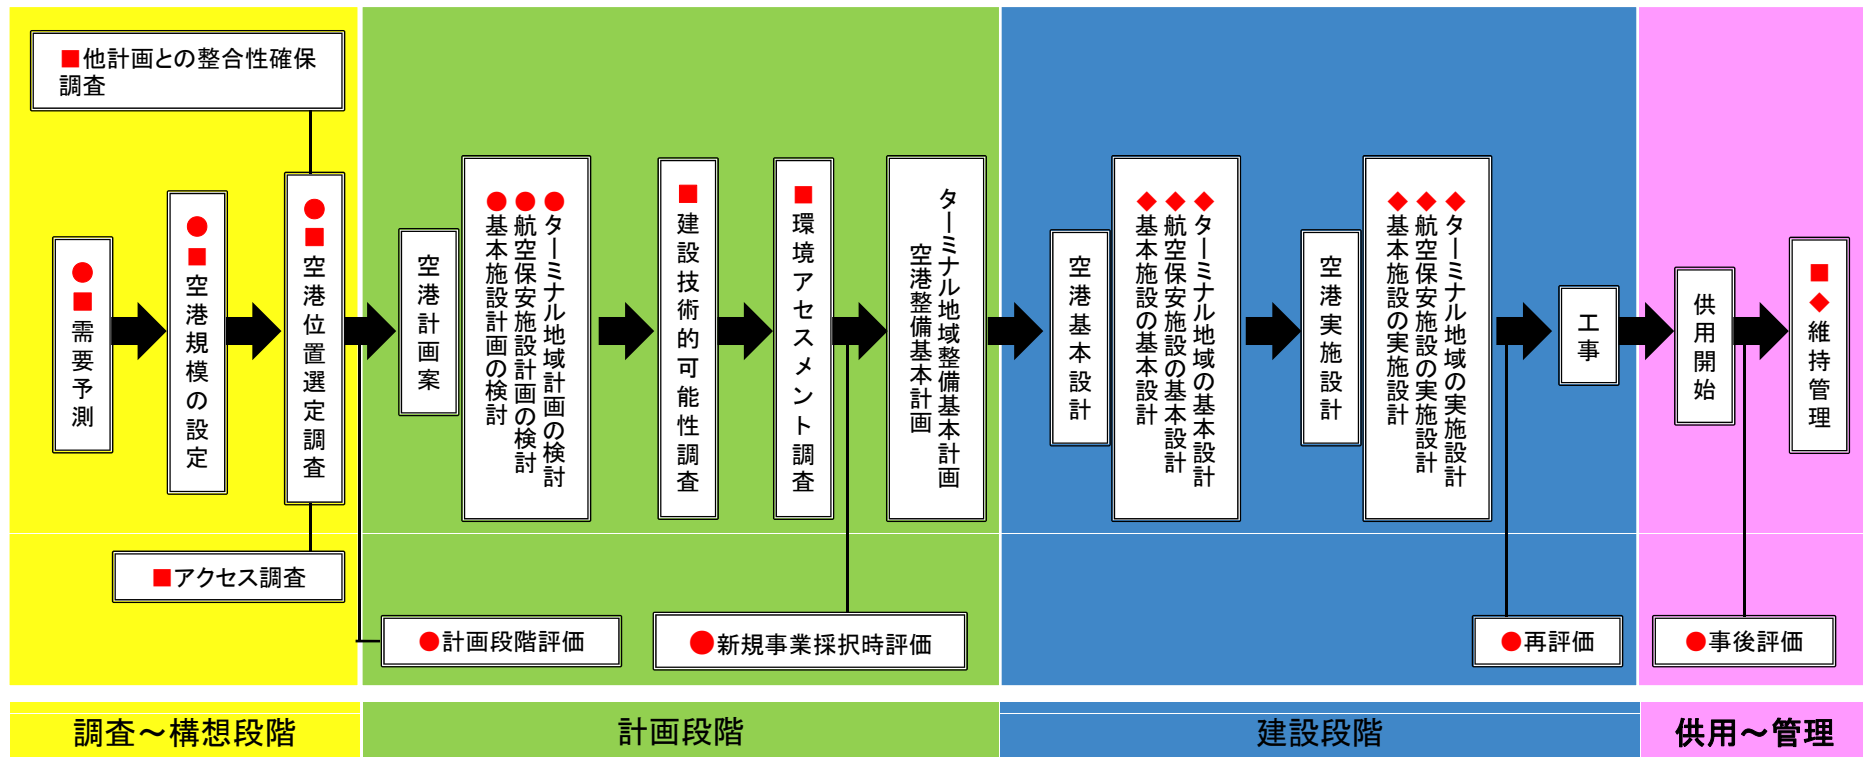 ■他計画との整合性確保
調査
●■需要予測
●■空港規模の設定
●■空港位置選定調査
■アクセス調査
空港計画案
●ターミナル地域計画の検討
●航空保安施設計画の検討
●基本施設計画の検討
■建設技術的可能性調査
■環境アセスメント調査
ターミナル地域整備基本計画
空港整備基本計画
●計画段階評価
●新規事業採択時評価
空港基本設計
◆ターミナル地域の基本設計
◆航空保安施設の基本設計
◆基本施設の基本設計
空港実施設計
◆ターミナル地域の実施設計
◆航空保安施設の実施設計
◆基本施設の実施設計
工事
●再評価
供用開始
■◆維持管理
●事後評価
調査～構想段階
計画段階
建設段階
供用～管理